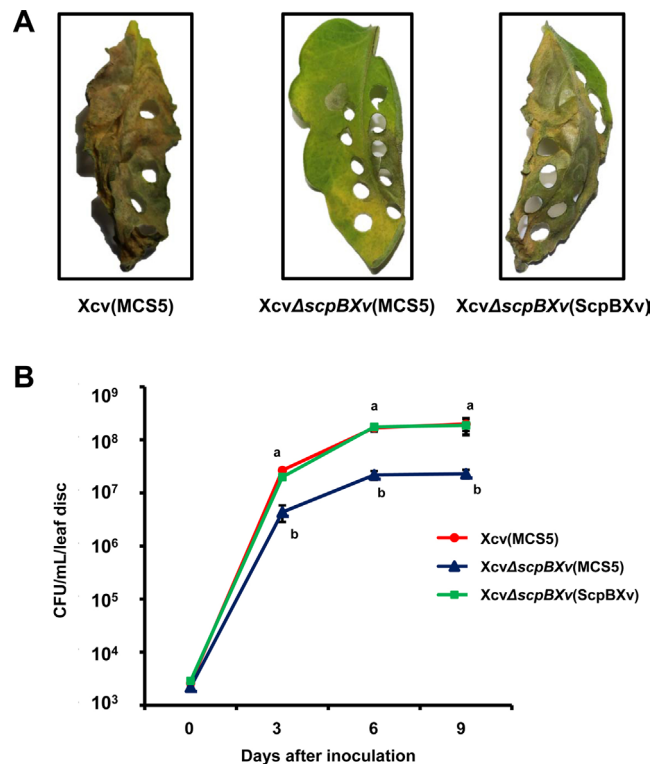 A
Xcv(MCS5)
XcvΔscpBXv(MCS5)
XcvΔscpBXv(ScpBXv)
B
CFU/mL/leaf disc
10⁹
10⁸
10⁷
10⁶
10⁵
10⁴
10³
a
a
a
b
b
b
Xcv(MCS5)
XcvΔscpBXv(MCS5)
XcvΔscpBXv(ScpBXv)
0 3 6 9
Days after inoculation